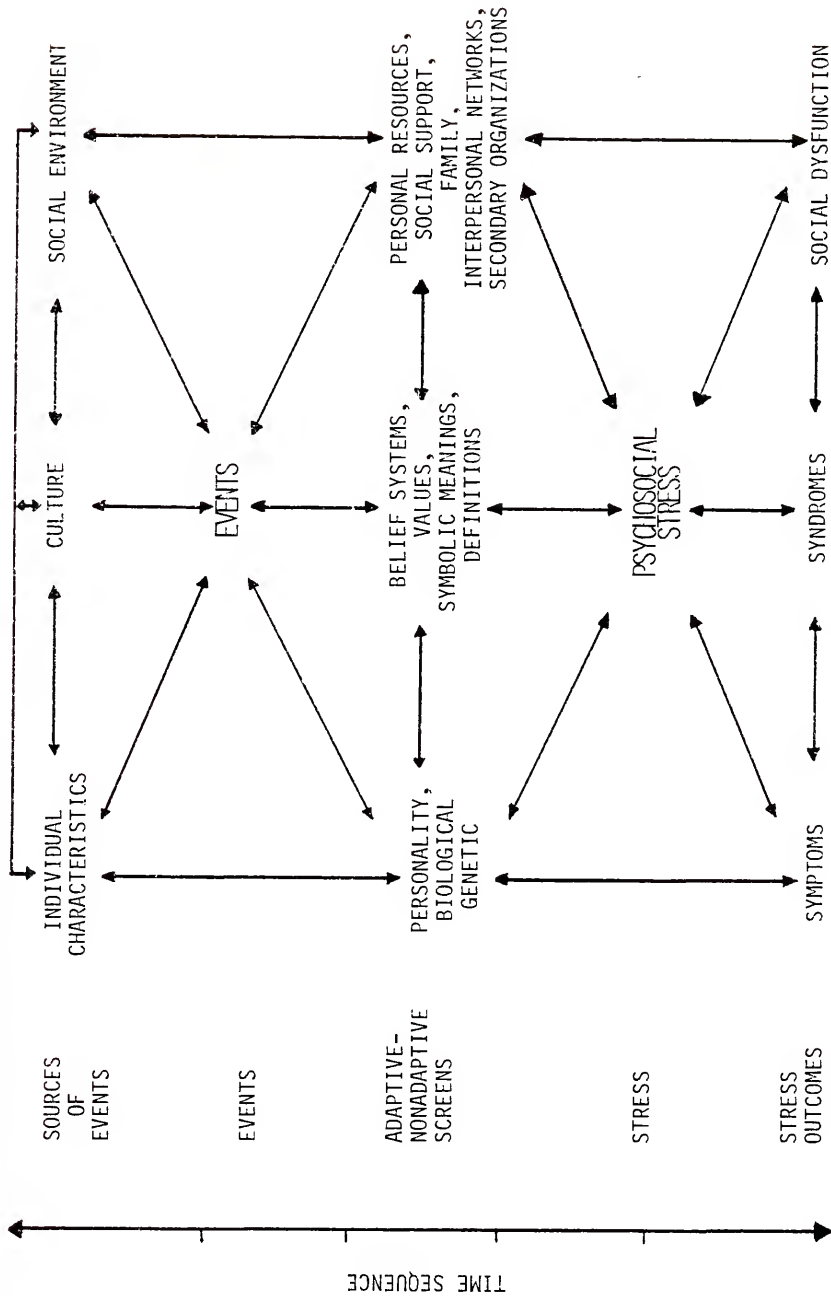 TIME SEQUENCE
SOURCES
OF
EVENTS
INDIVIDUAL
CHARACTERISTICS
CULTURE
SOCIAL ENVIRONMENT
EVENTS
EVENTS
ADAPTIVE-
NONADAPTIVE
SCREENS
PERSONALITY,
BIOLOGICAL
GENETIC
BELIEF SYSTEMS,
VALUES,
SYMBOLIC MEANINGS,
DEFINITIONS
PERSONAL RESOURCES,
SOCIAL SUPPORT,
FAMILY,
INTERPERSONAL NETWORKS,
SECONDARY ORGANIZATIONS
STRESS
PSYCHOSOCIAL
STRESS
STRESS
OUTCOMES
SYMPTOMS
SYNDROMES
SOCIAL DYSFUNCTION